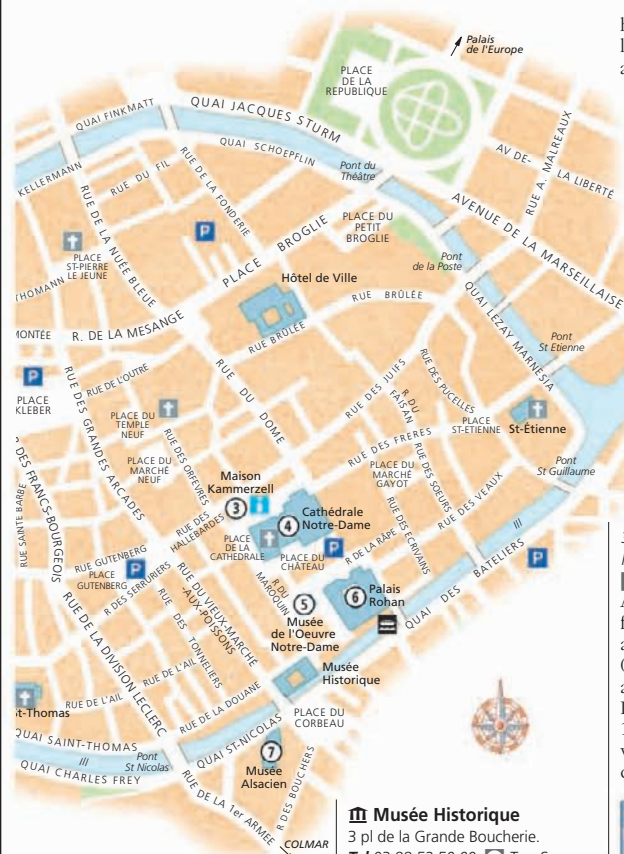 Palais
de l'Europe
PLACE
DE LA
REPUBLIQUE
QUAI JACQUES STURM
QUAI FINKMATT
QUAI SCHOEPFLIN
Pont du
Théâtre
KELLERMANN
RUE DU FIL
RUE DE LA FONDERIE
RUE DE LA NUÉE BLEUE
RUE A. MALREAUX
AV DE LA LIBERTÉ
AVENUE DE LA MARSEILLAISE
P
PLACE BROGLIE
PLACE DU
PETIT
BROGLIE
Pont
de la Poste
PLACE
ST-PIERRE
LE JEUNE
THOMANN
Hôtel de Ville
RUE BRÛLÉE
RUE BRÛLÉE
QUAI LEZAY MARNESIA
MONTÉE
R. DE LA MESANGE
Pont
St Etienne
P
PLACE
KLEBER
RUE DE L'OUTRE
RUE DU DOME
RUE DES JUIFS
R. DU
FAISAN
RUE DES PUCELLES
PLACE DU
TEMPLE
NEUF
RUE DES GRANDES ARCADES
PLACE
ST-ETIENNE
St-Étienne
RUE DES FRERES
PLACE DU
MARCHÉ
NEUF
RUE DES ORFEVRES
PLACE DU
MARCHÉ
GAYOT
RUE DES SOEURS
Pont
St Guillaume
RUE DES VEAUX
Maison
Kammerzell
3
4
Cathédrale
Notre-Dame
RUE DES ECRIVAINS
R DES FRANCS-BOURGEOIS
RUE SAINTE BARBE
RUE DES
HALLEBARDES
PLACE
DE LA
CATHEDRALE
PLACE DU
CHÂTEAU
P
R DE LA RÂPE
P
RUE GUTENBERG
PLACE
GUTENBERG
P
R DES SERRURIERS
RUE DU VIEUX-MARCHÉ
-AUX-POISSONS
R DU
MAROQUIN
5
Musée
de l'Oeuvre
Notre-Dame
6
Palais
Rohan
QUAI DES BATELIERS
Ill
RUE DES TONNELIERS
RUE DE LA DIVISION LECLERC
Musée
Historique
RUE DE L'AIL
RUE DE L'AIL
St-Thomas
RUE DE LA DOUANE
PLACE DU
CORBEAU
QUAI SAINT-THOMAS
Ill
Pont
St Nicolas
QUAI ST-NICOLAS
QUAI CHARLES FREY
7
Musée
Alsacien
RUE DE LA 1er ARMEE
R DES BOUCHERS
COLMAR
Musée Historique
3 pl de la Grande Boucherie.